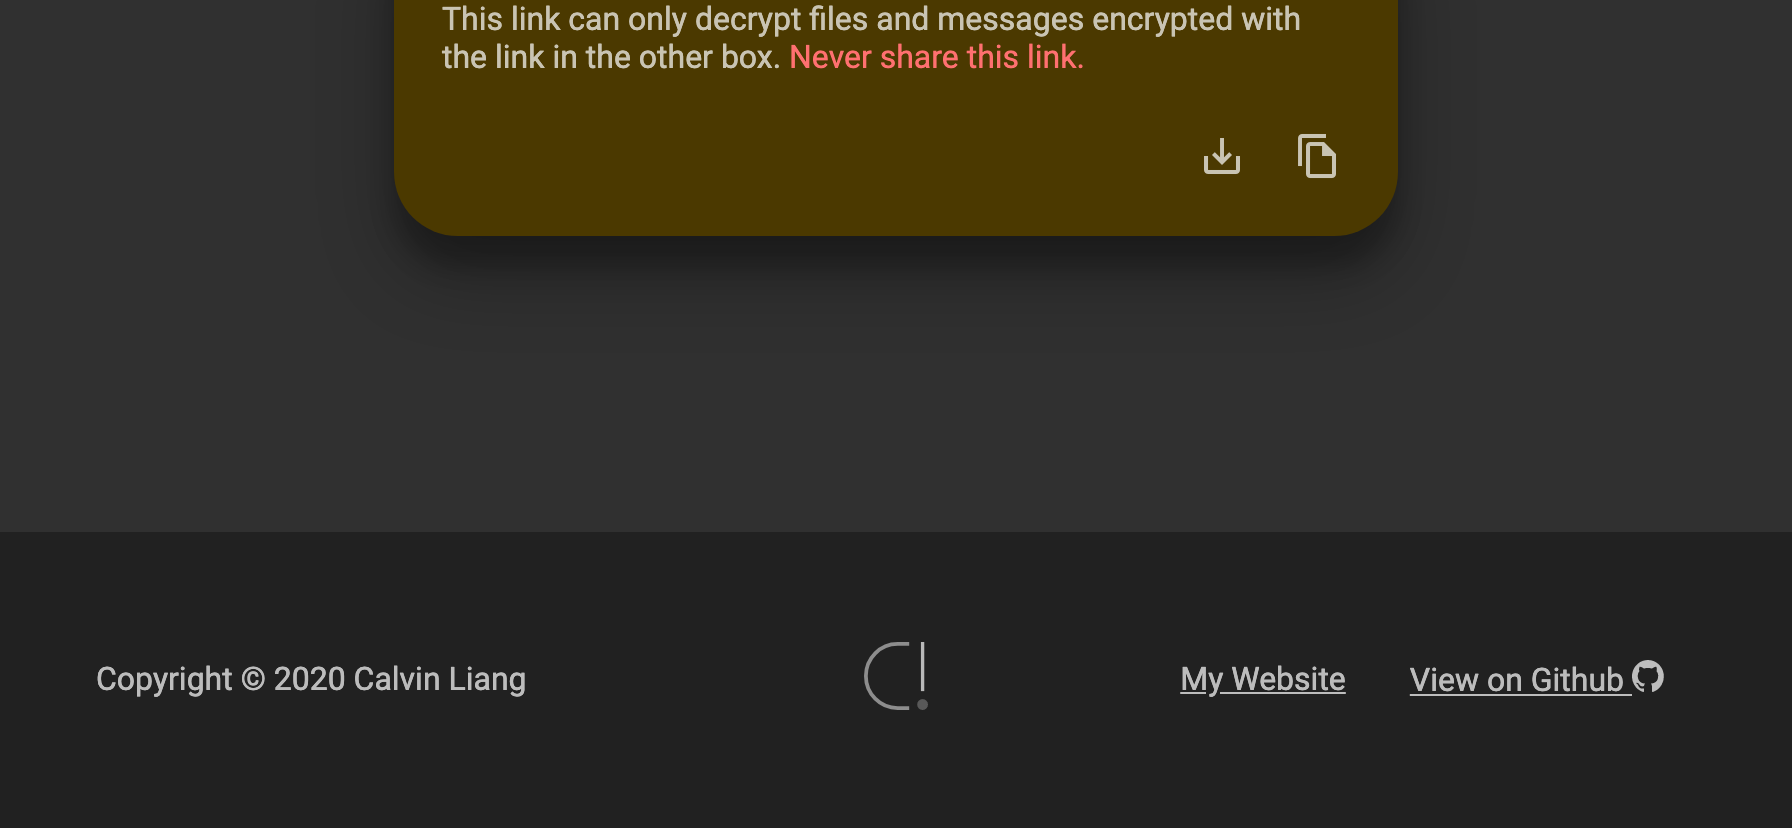 This link can only decrypt files and messages encrypted with
the link in the other box. Never share this link.
Copyright © 2020 Calvin Liang
My Website
View on Github